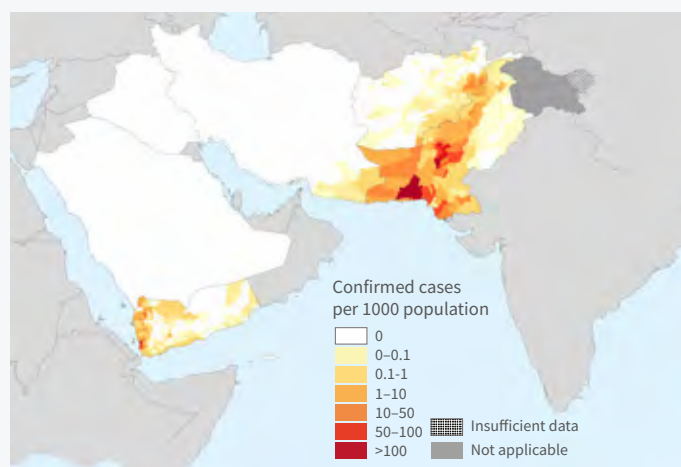 Confirmed cases
per 1000 population
0
0–0.1
0.1-1
1–10
10–50
50–100
>100
Insufficient data
Not applicable